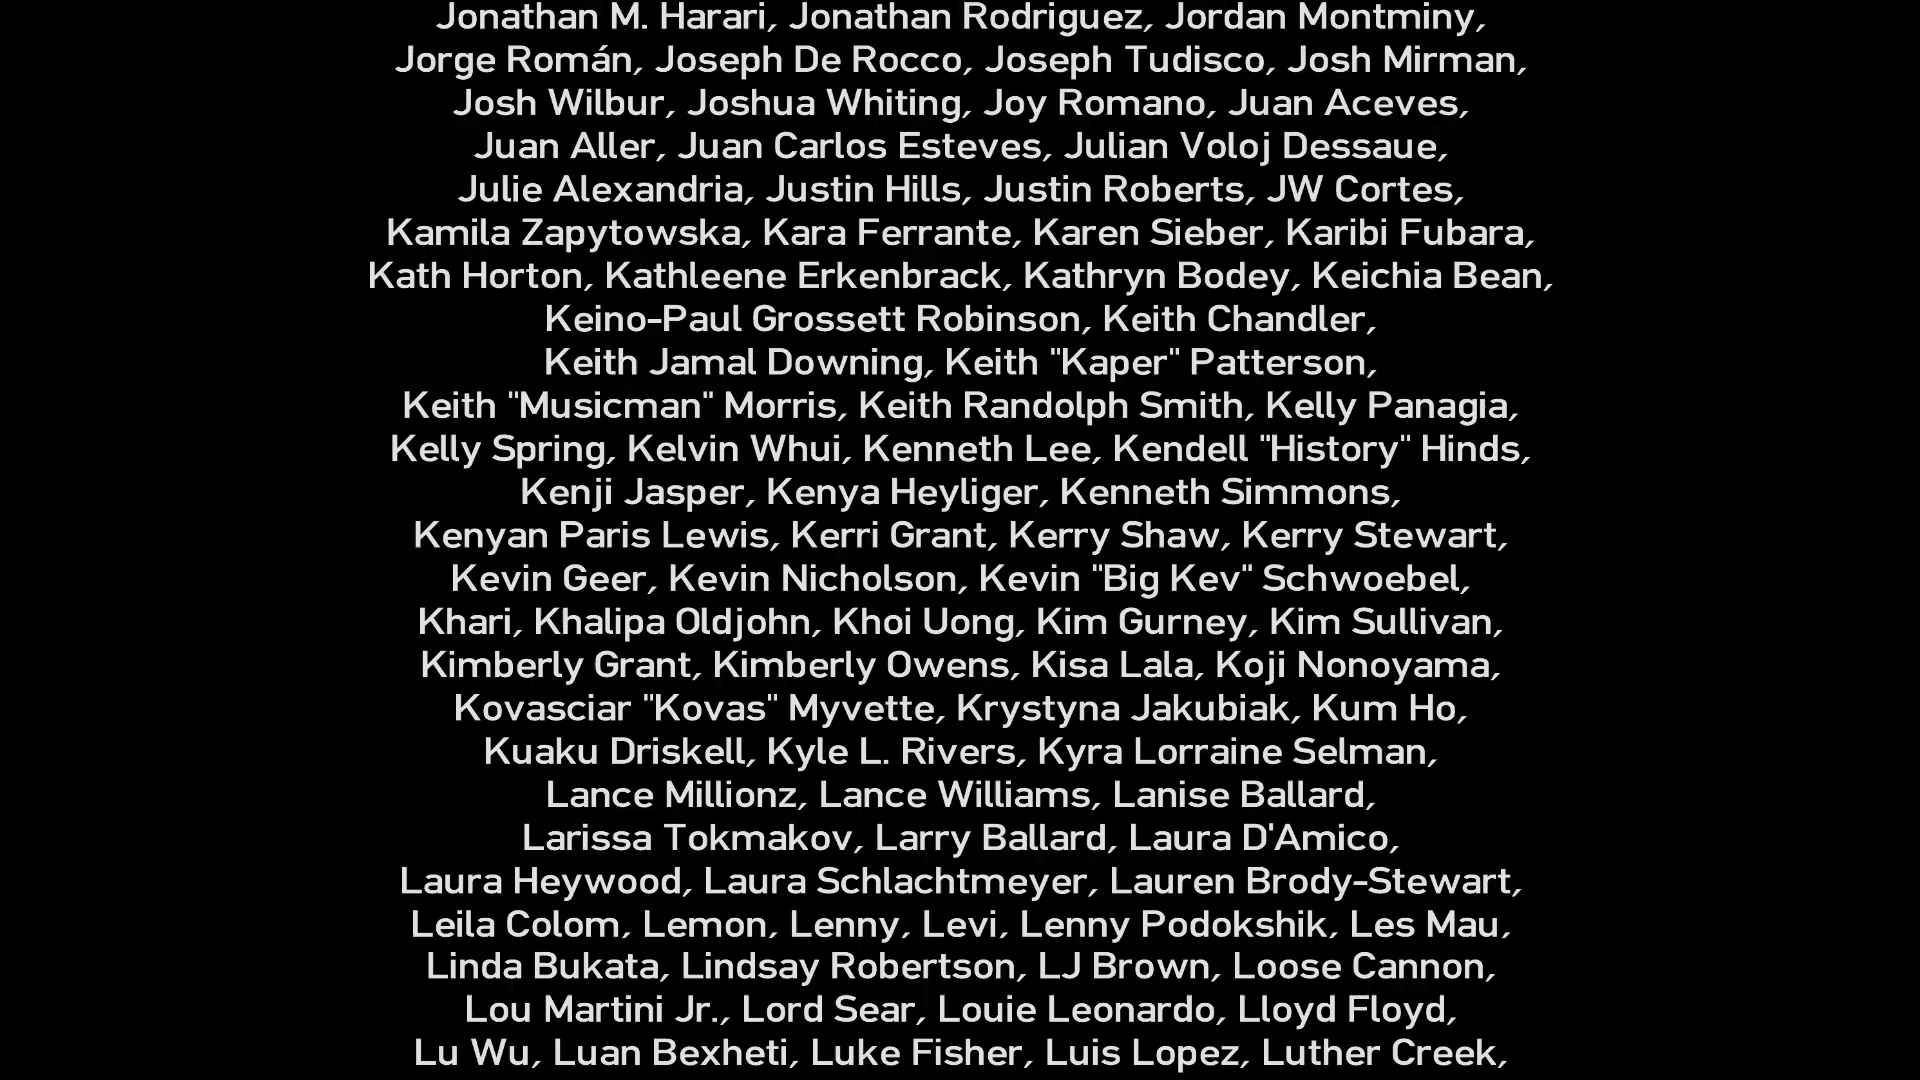 Jonathan M. Harari, Jonathan Rodriguez, Jordan Montminy,
Jorge Román, Joseph De Rocco, Joseph Tudisco, Josh Mirman,
Josh Wilbur, Joshua Whiting, Joy Romano, Juan Aceves,
Juan Aller, Juan Carlos Esteves, Julian Voloj Dessaue,
Julie Alexandria, Justin Hills, Justin Roberts, JW Cortes,
Kamila Zapytowska, Kara Ferrante, Karen Sieber, Karibi Fubara,
Kath Horton, Kathleene Erkenbrack, Kathryn Bodey, Keichia Bean,
Keino-Paul Grossett Robinson, Keith Chandler,
Keith Jamal Downing, Keith "Kaper" Patterson,
Keith "Musicman" Morris, Keith Randolph Smith, Kelly Panagia,
Kelly Spring, Kelvin Whui, Kenneth Lee, Kendell "History" Hinds,
Kenji Jasper, Kenya Heyliger, Kenneth Simmons,
Kenyan Paris Lewis, Kerri Grant, Kerry Shaw, Kerry Stewart,
Kevin Geer, Kevin Nicholson, Kevin "Big Kev" Schwoebel,
Khari, Khalipa Oldjohn, Khoi Uong, Kim Gurney, Kim Sullivan,
Kimberly Grant, Kimberly Owens, Kisa Lala, Koji Nonoyama,
Kovasciar "Kovas" Myvette, Krystyna Jakubiak, Kum Ho,
Kuaku Driskell, Kyle L. Rivers, Kyra Lorraine Selman,
Lance Millionz, Lance Williams, Lanise Ballard,
Larissa Tokmakov, Larry Ballard, Laura D'Amico,
Laura Heywood, Laura Schlachtmeyer, Lauren Brody-Stewart,
Leila Colom, Lemon, Lenny, Levi, Lenny Podokshik, Les Mau,
Linda Bukata, Lindsay Robertson, LJ Brown, Loose Cannon,
Lou Martini Jr., Lord Sear, Louie Leonardo, Lloyd Floyd,
Lu Wu, Luan Bexheti, Luke Fisher, Luis Lopez, Luther Creek,